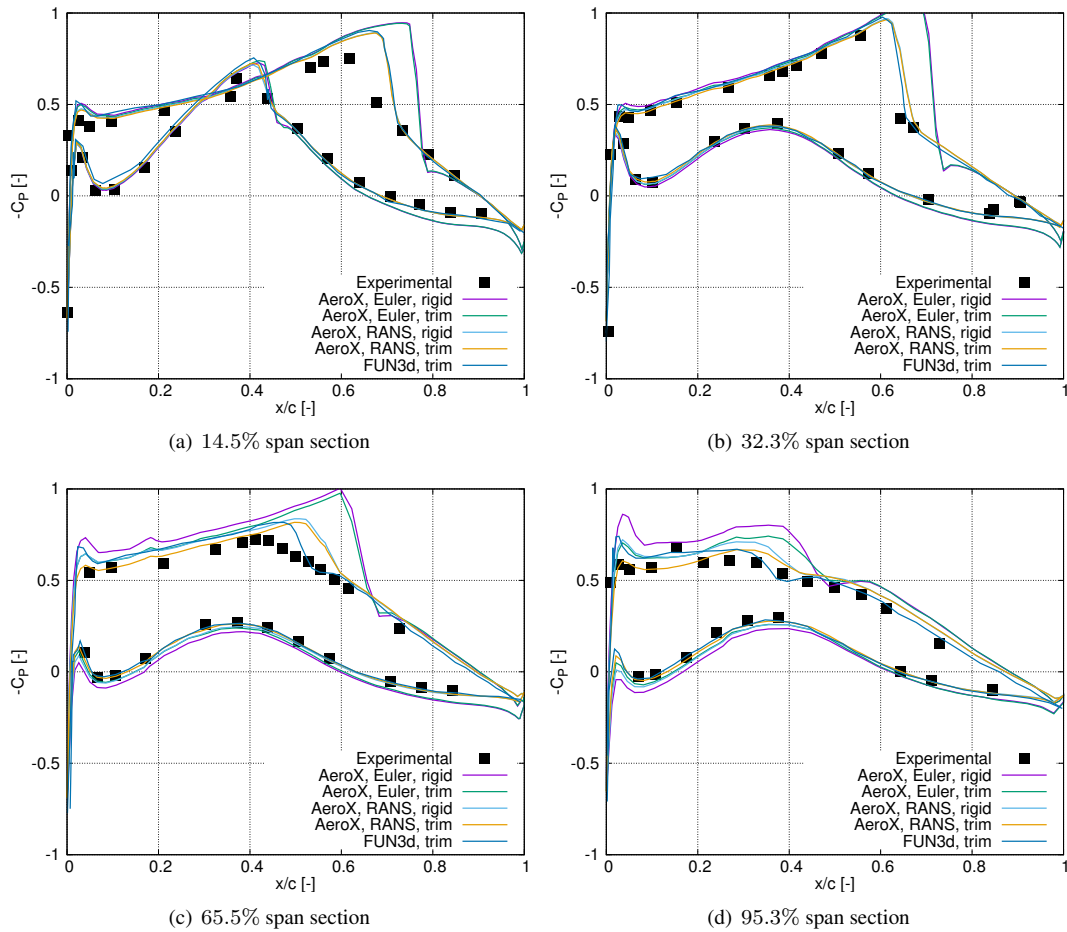 1
0.5
0
-0.5
-1
-CP [-]
0
0.2
0.4
0.6
0.8
1
x/c [-]
Experimental
AeroX, Euler, rigid
AeroX, Euler, trim
AeroX, RANS, rigid
AeroX, RANS, trim
FUN3d, trim
(a) 14.5% span section
1
0.5
0
-0.5
-1
-CP [-]
0
0.2
0.4
0.6
0.8
1
x/c [-]
Experimental
AeroX, Euler, rigid
AeroX, Euler, trim
AeroX, RANS, rigid
AeroX, RANS, trim
FUN3d, trim
(b) 32.3% span section
1
0.5
0
-0.5
-1
-CP [-]
0
0.2
0.4
0.6
0.8
1
x/c [-]
Experimental
AeroX, Euler, rigid
AeroX, Euler, trim
AeroX, RANS, rigid
AeroX, RANS, trim
FUN3d, trim
(c) 65.5% span section
1
0.5
0
-0.5
-1
-CP [-]
0
0.2
0.4
0.6
0.8
1
x/c [-]
Experimental
AeroX, Euler, rigid
AeroX, Euler, trim
AeroX, RANS, rigid
AeroX, RANS, trim
FUN3d, trim
(d) 95.3% span section